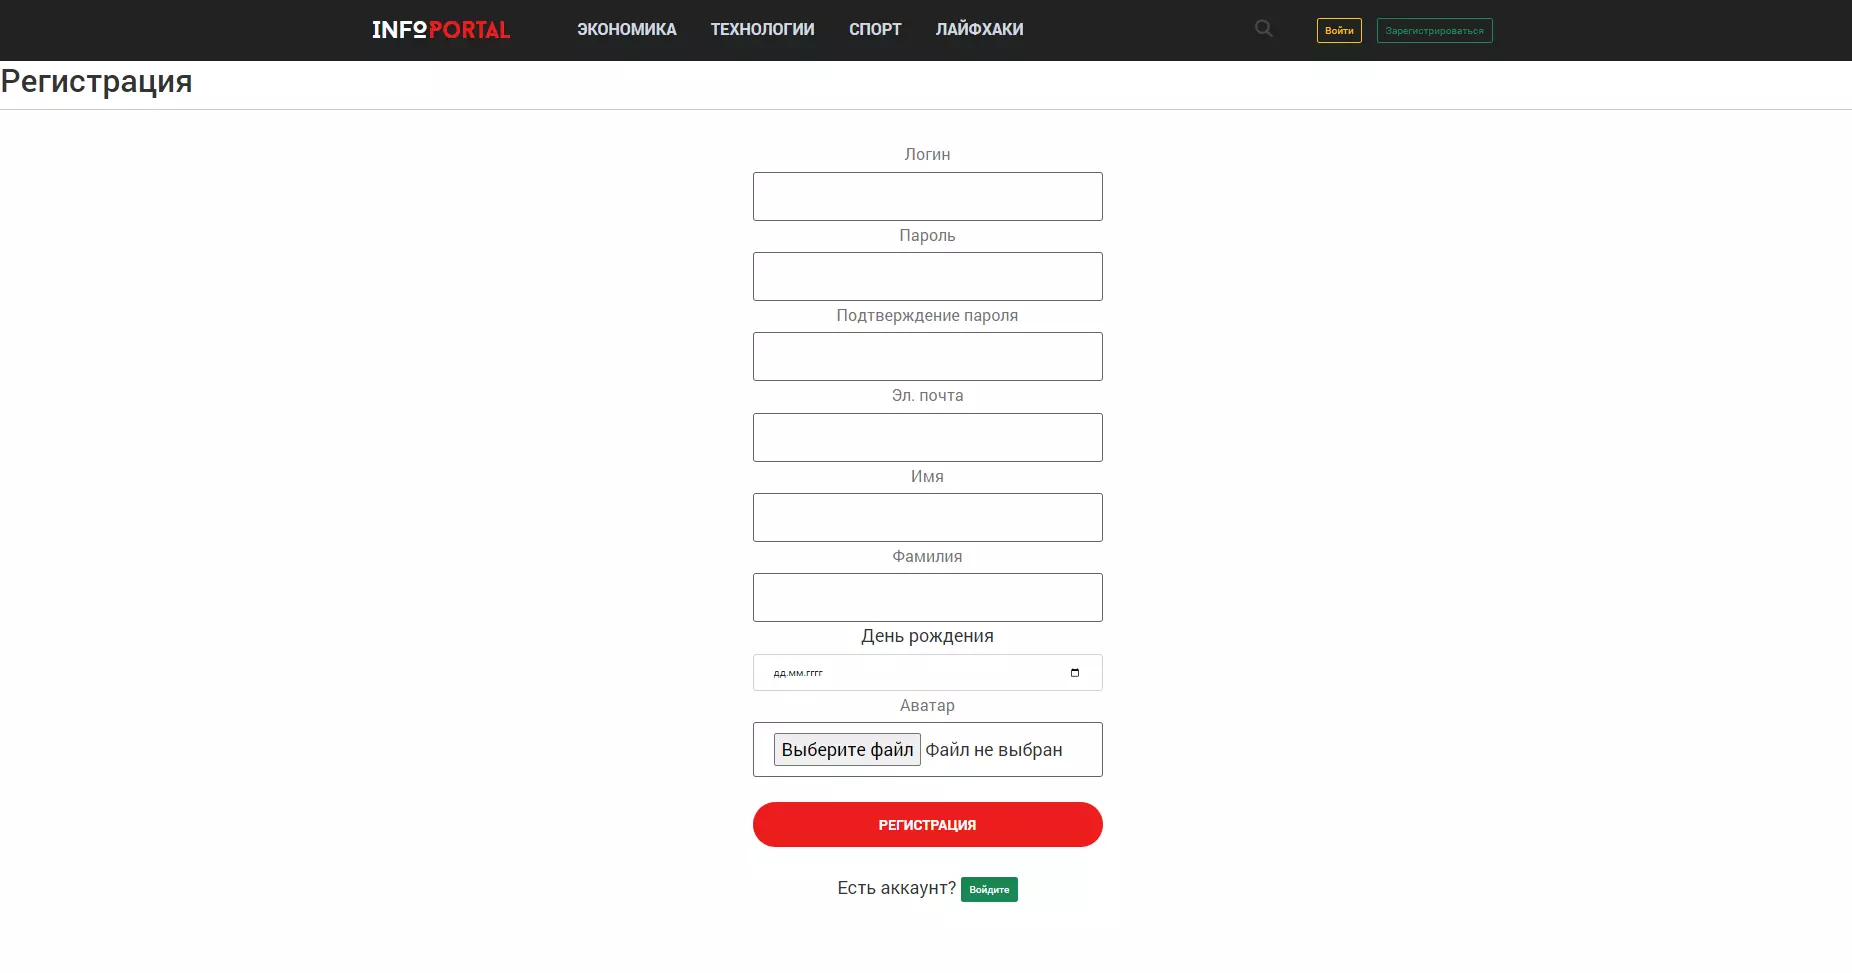 INFOPORTAL ЭКОНОМИКА ТЕХНОЛОГИИ СПОРТ ЛАЙФХАКИ Войти Зарегистрироваться
Регистрация
Логин
Пароль
Подтверждение пароля
Эл. почта
Имя
Фамилия
День рождения
дд.мм.гггг
Аватар
Выберите файл Файл не выбран
РЕГИСТРАЦИЯ
Есть аккаунт? Войдите